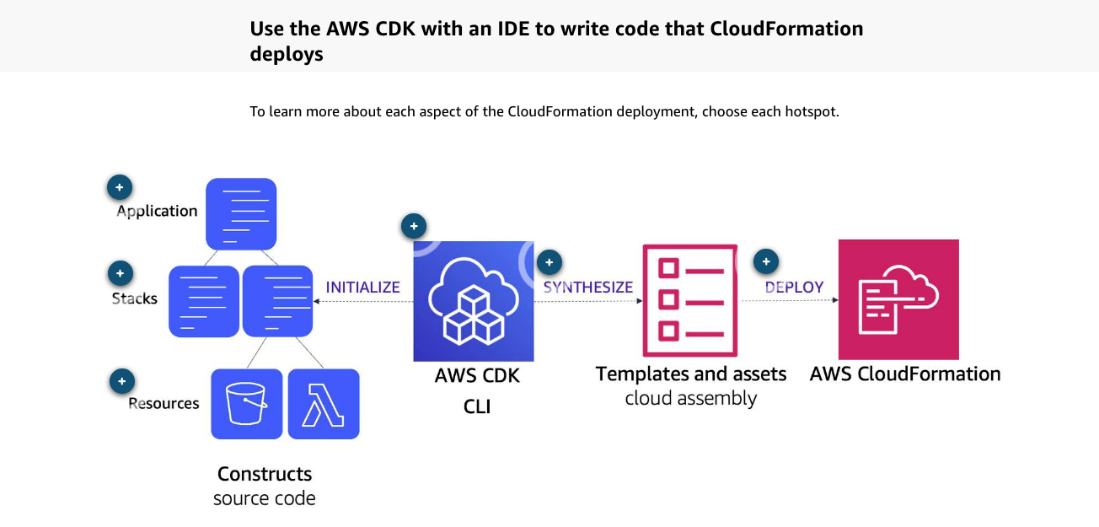 Use the AWS CDK with an IDE to write code that CloudFormation
deploys
To learn more about each aspect of the CloudFormation deployment, choose each hotspot.
Application
Stacks
INITIALIZE
SYNTHESIZE
DEPLOY
Resources
AWS CDK
CLI
Templates and assets
cloud assembly
AWS CloudFormation
Constructs
source code